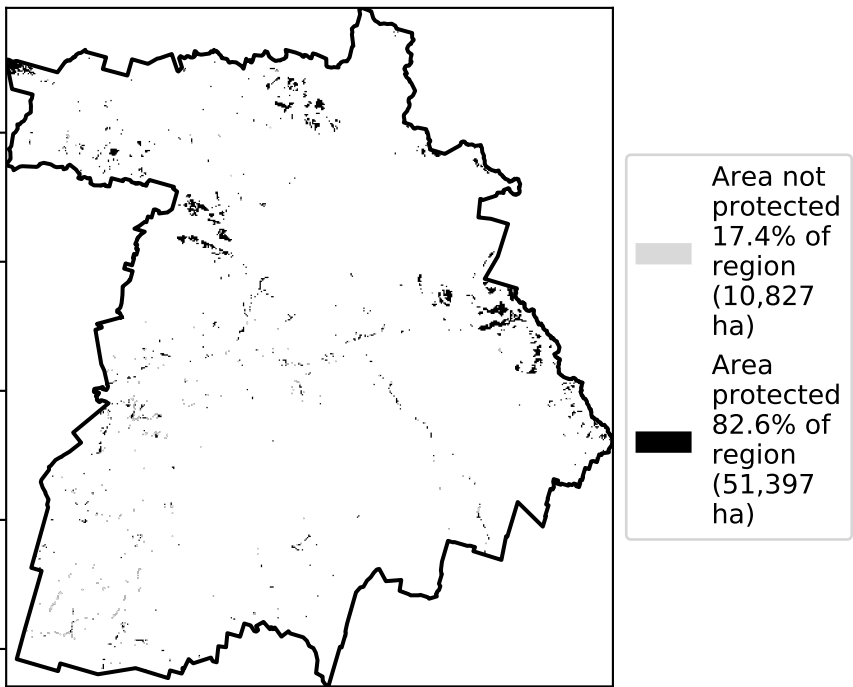 Area not
protected
17.4% of
region
(10,827
ha)
Area
protected
82.6% of
region
(51,397
ha)